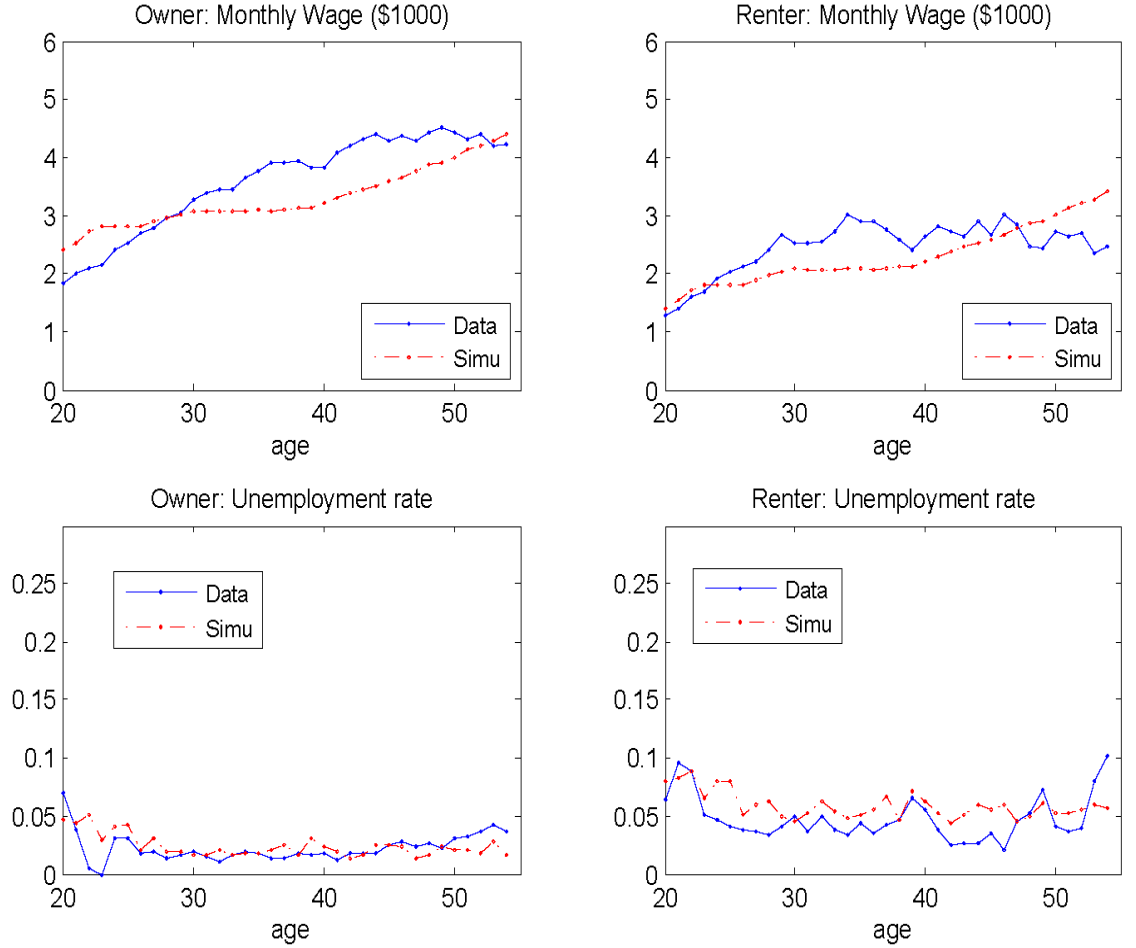 Owner: Monthly Wage ($1000)
6
5
4
3
2
1
0
20
30
40
50
age
Data
Simu
Renter: Monthly Wage ($1000)
6
5
4
3
2
1
0
20
30
40
50
age
Data
Simu
Owner: Unemployment rate
0.25
0.2
0.15
0.1
0.05
0
20
30
40
50
age
Data
Simu
Renter: Unemployment rate
0.25
0.2
0.15
0.1
0.05
0
20
30
40
50
age
Data
Simu